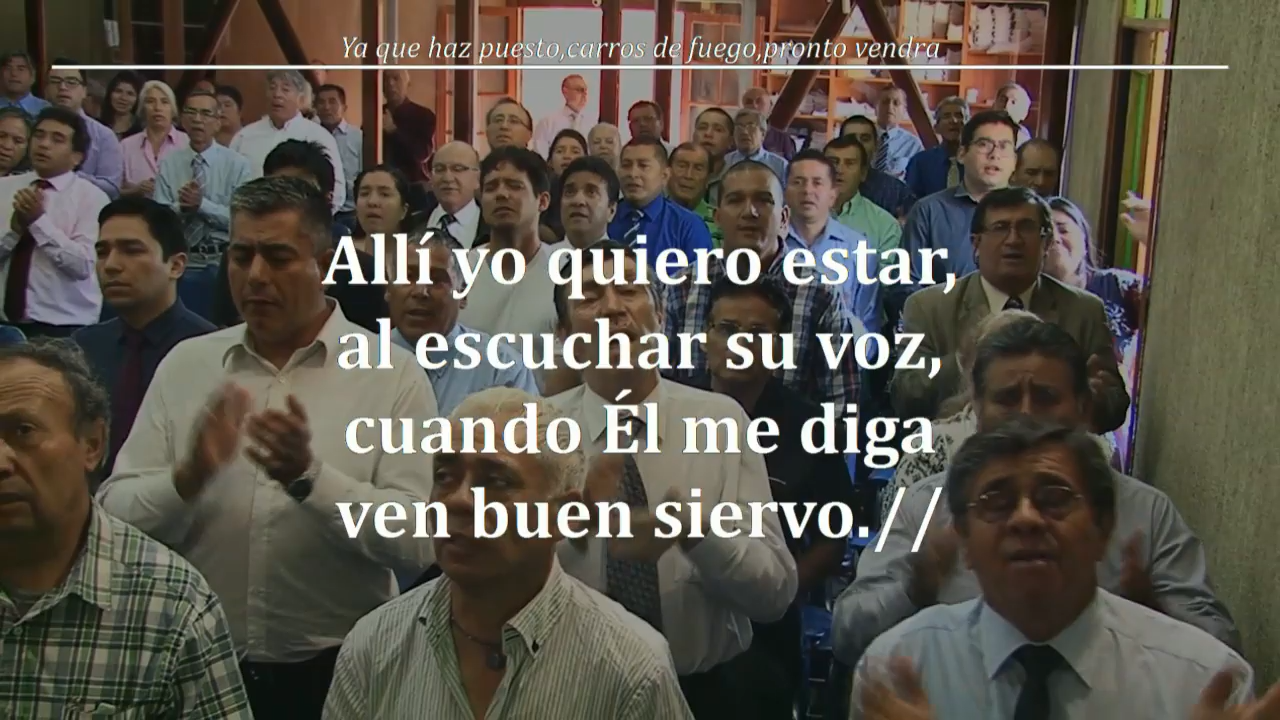 Ya que haz puesto,carros de fuego,pronto vendra
Allí yo quiero estar,
al escuchar su voz,
cuando Él me diga
ven buen siervo.//